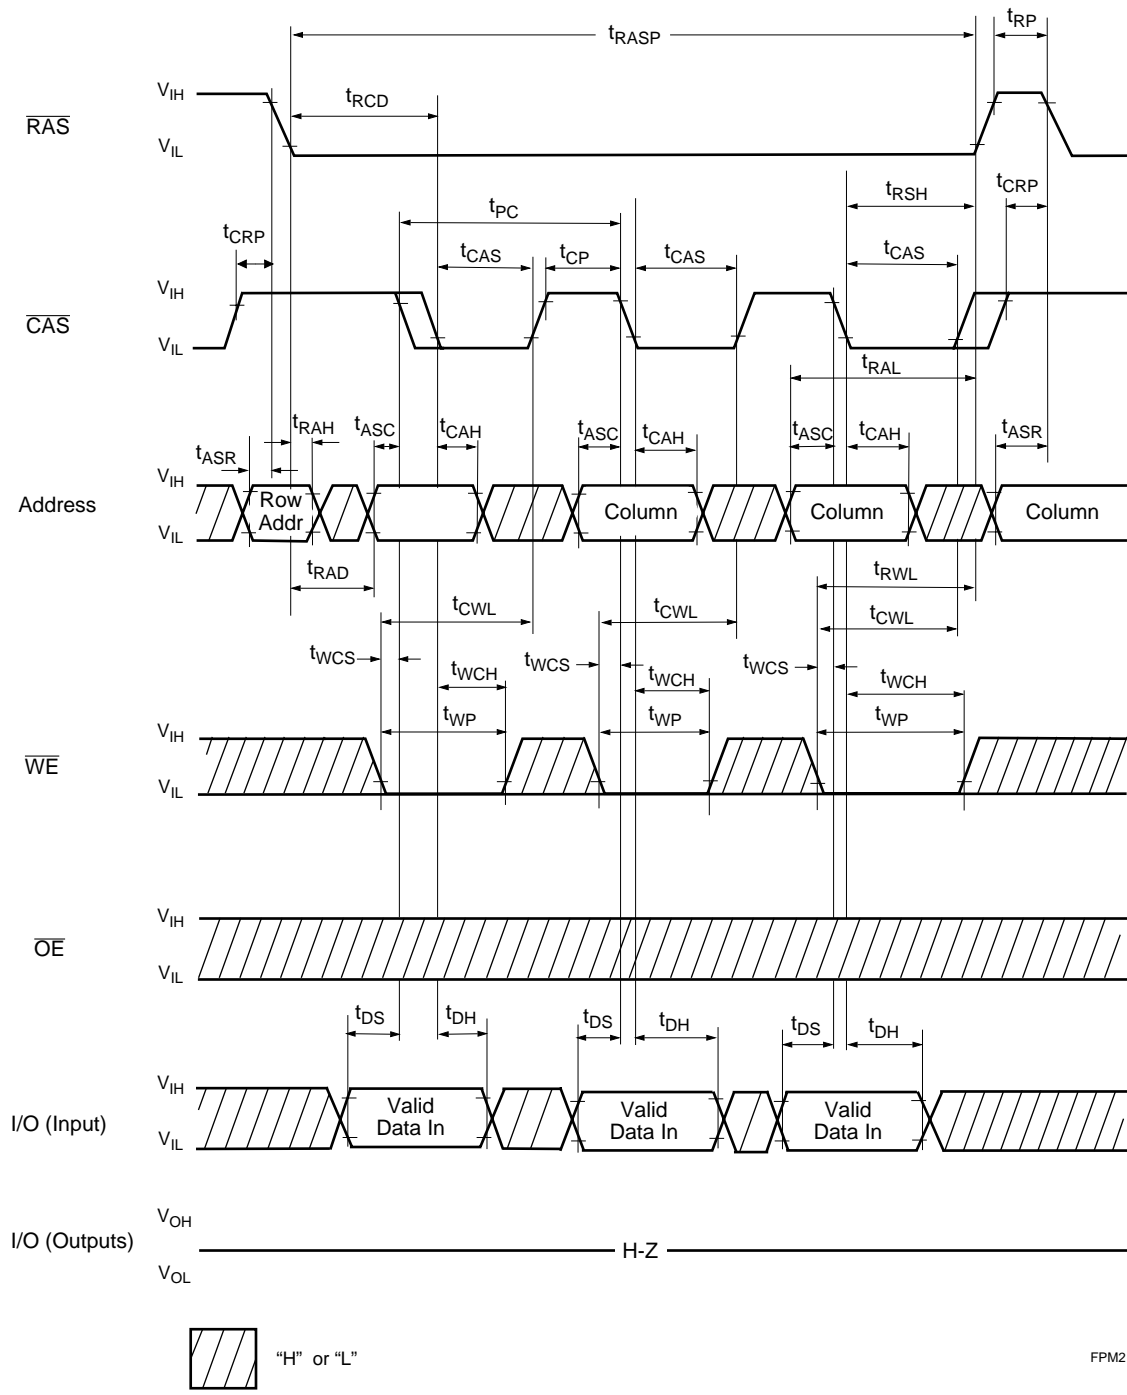 tRASP
tRP
VIH
tRCD
RAS
VIL
tRSH
tCRP
tPC
tCRP
tCAS
tCP
tCAS
tCAS
VIH
CAS
VIL
tRAL
tRAH
tASC
tCAH
tASC
tCAH
tASC
tCAH
tASR
tASR
VIH
Address
Row
Addr
Column
Column
Column
VIL
tRAD
tRWL
tCWL
tCWL
tCWL
tWCS
tWCS
tWCS
tWCH
tWCH
tWCH
tWP
tWP
tWP
VIH
WE
VIL
VIH
OE
VIL
tDS
tDH
tDS
tDH
tDS
tDH
VIH
I/O (Input)
Valid
Data In
Valid
Data In
Valid
Data In
VIL
VOH
I/O (Outputs)
H-Z
VOL
“H” or “L”
FPM2